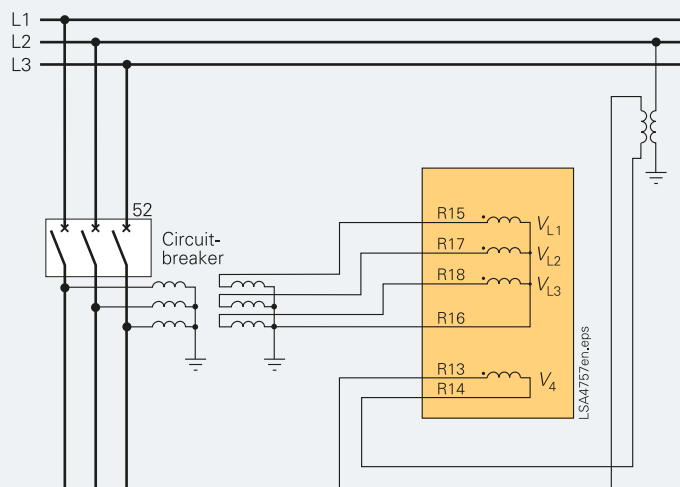 L1
L2
L3
52
Circuit-
breaker
R15
VL1
R17
VL2
R18
VL3
R16
R13
V4
R14
LSA4757en.eps